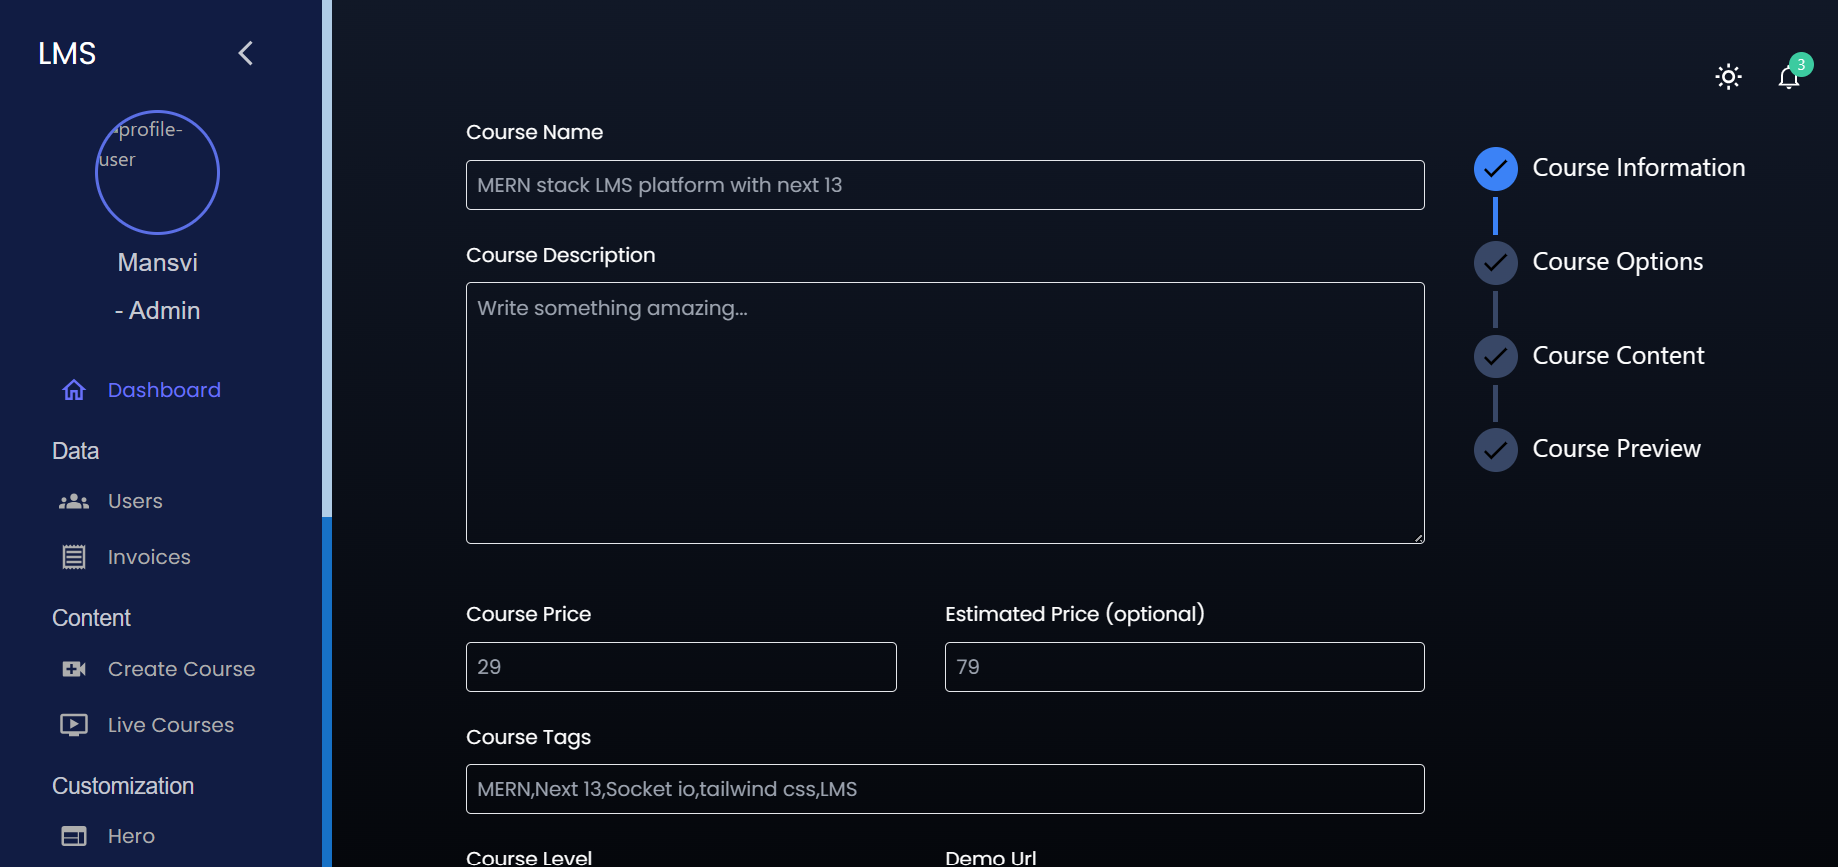 LMS
-profile-
user
Mansvi
- Admin
Dashboard
Data
Users
Invoices
Content
Create Course
Live Courses
Customization
Hero
3
Course Name
MERN stack LMS platform with next 13
Course Description
Write something amazing...
Course Price
Estimated Price (optional)
29
79
Course Tags
MERN,Next 13,Socket io,tailwind css,LMS
Course Level
Demo Url
Course Information
Course Options
Course Content
Course Preview